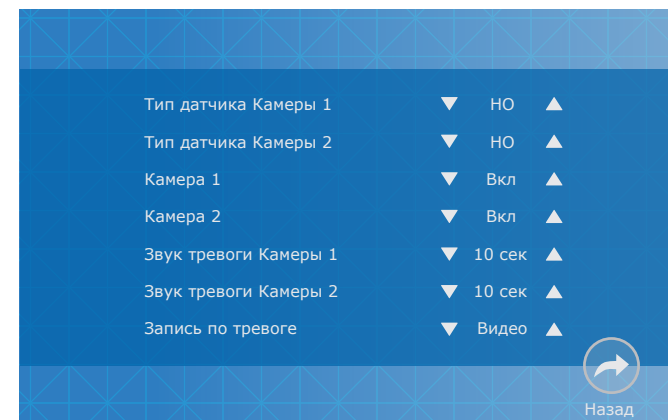 Тип датчика Камеры 1 НО
Тип датчика Камеры 2 НО
Камера 1 Вкл
Камера 2 Вкл
Звук тревоги Камеры 1 10 сек
Звук тревоги Камеры 2 10 сек
Запись по тревоге Видео
Назад